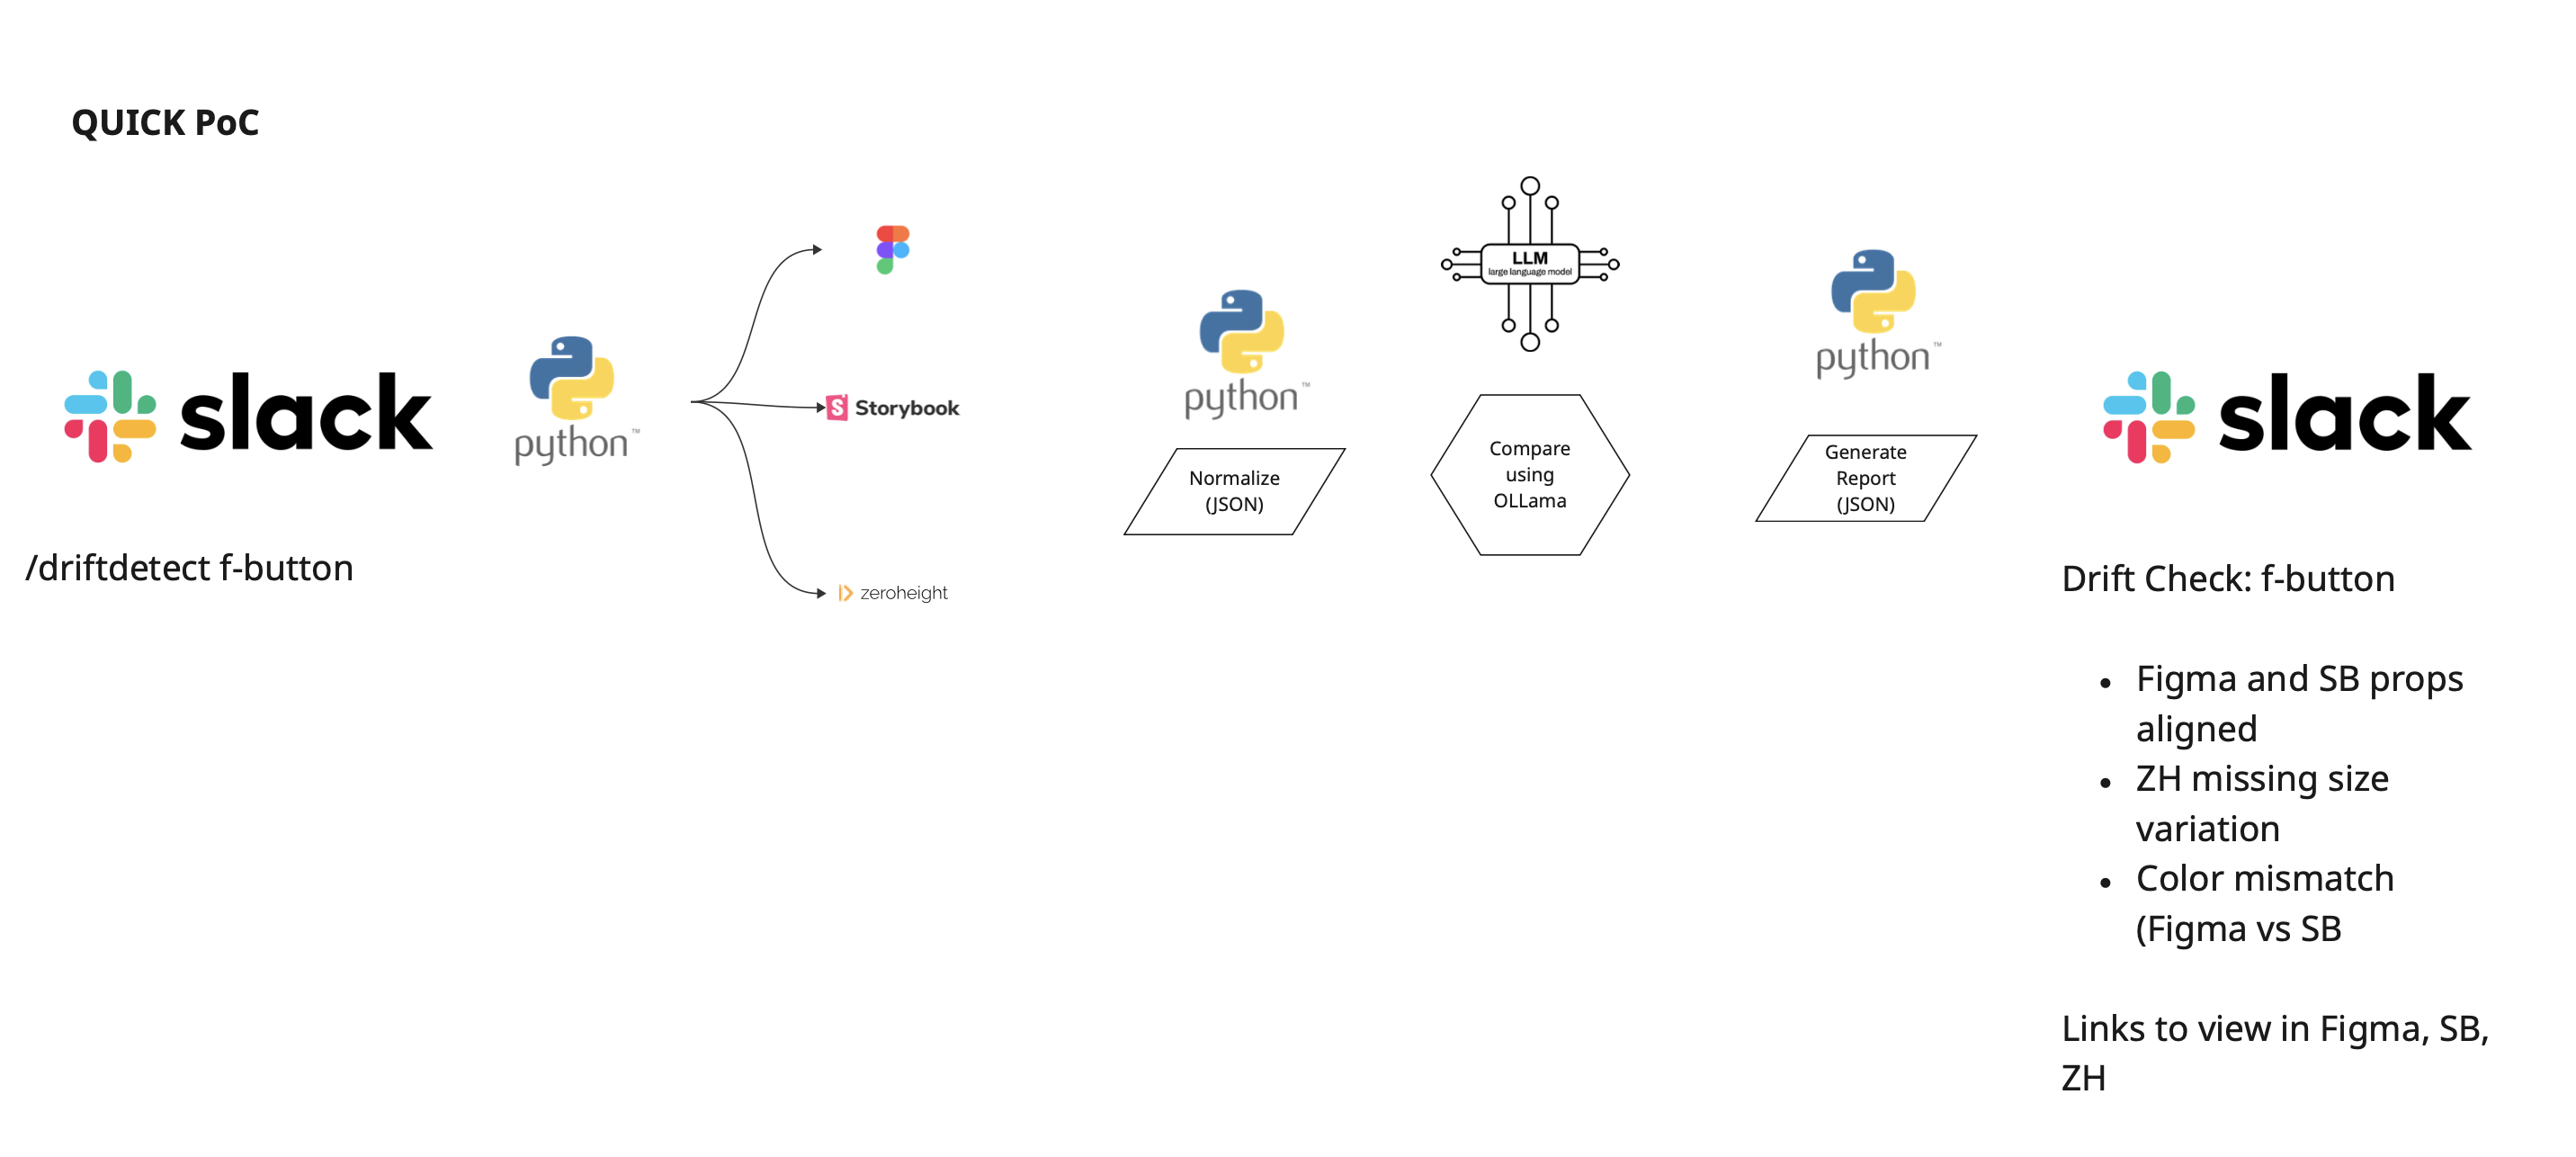 QUICK PoC
slack
/driftdetect f-button
python™
Storybook
zeroheight
python™
Normalize
(JSON)
LLM
large language model
Compare
using
OLLama
python™
Generate
Report
(JSON)
slack
Drift Check: f-button
• Figma and SB props
aligned
• ZH missing size
variation
• Color mismatch
(Figma vs SB
Links to view in Figma, SB,
ZH